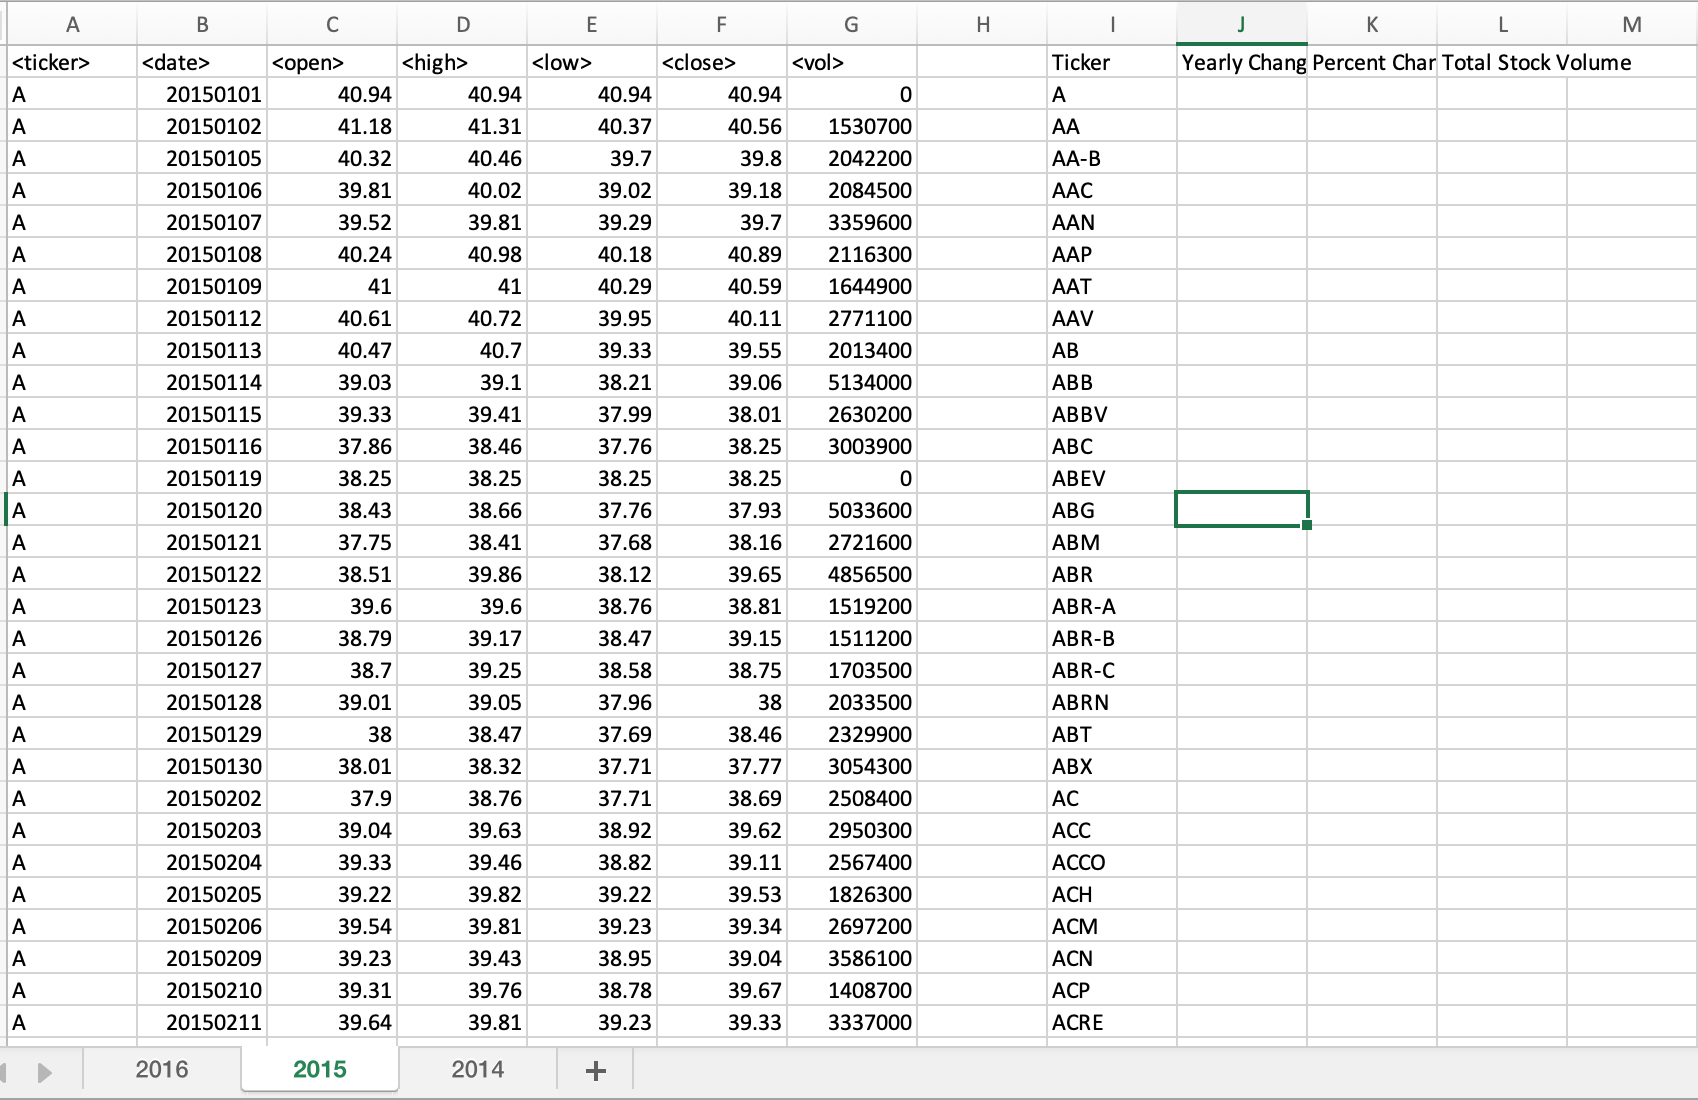 A B C D E F G H I J K L M
<ticker> <date> <open> <high> <low> <close> <vol> Ticker Yearly Chang Percent Char Total Stock Volume
A 20150101 40.94 40.94 40.94 40.94 0 A
A 20150102 41.18 41.31 40.37 40.56 1530700 AA
A 20150105 40.32 40.46 39.7 39.8 2042200 AA-B
A 20150106 39.81 40.02 39.02 39.18 2084500 AAC
A 20150107 39.52 39.81 39.29 39.7 3359600 AAN
A 20150108 40.24 40.98 40.18 40.89 2116300 AAP
A 20150109 41 41 40.29 40.59 1644900 AAT
A 20150112 40.61 40.72 39.95 40.11 2771100 AAV
A 20150113 40.47 40.7 39.33 39.55 2013400 AB
A 20150114 39.03 39.1 38.21 39.06 5134000 ABB
A 20150115 39.33 39.41 37.99 38.01 2630200 ABBV
A 20150116 37.86 38.46 37.76 38.25 3003900 ABC
A 20150119 38.25 38.25 38.25 38.25 0 ABEV
A 20150120 38.43 38.66 37.76 37.93 5033600 ABG
A 20150121 37.75 38.41 37.68 38.16 2721600 ABM
A 20150122 38.51 39.86 38.12 39.65 4856500 ABR
A 20150123 39.6 39.6 38.76 38.81 1519200 ABR-A
A 20150126 38.79 39.17 38.47 39.15 1511200 ABR-B
A 20150127 38.7 39.25 38.58 38.75 1703500 ABR-C
A 20150128 39.01 39.05 37.96 38 2033500 ABRN
A 20150129 38 38.47 37.69 38.46 2329900 ABT
A 20150130 38.01 38.32 37.71 37.77 3054300 ABX
A 20150202 37.9 38.76 37.71 38.69 2508400 AC
A 20150203 39.04 39.63 38.92 39.62 2950300 ACC
A 20150204 39.33 39.46 38.82 39.11 2567400 ACCO
A 20150205 39.22 39.82 39.22 39.53 1826300 ACH
A 20150206 39.54 39.81 39.23 39.34 2697200 ACM
A 20150209 39.23 39.43 38.95 39.04 3586100 ACN
A 20150210 39.31 39.76 38.78 39.67 1408700 ACP
A 20150211 39.64 39.81 39.23 39.33 3337000 ACRE
2016 2015 2014 +